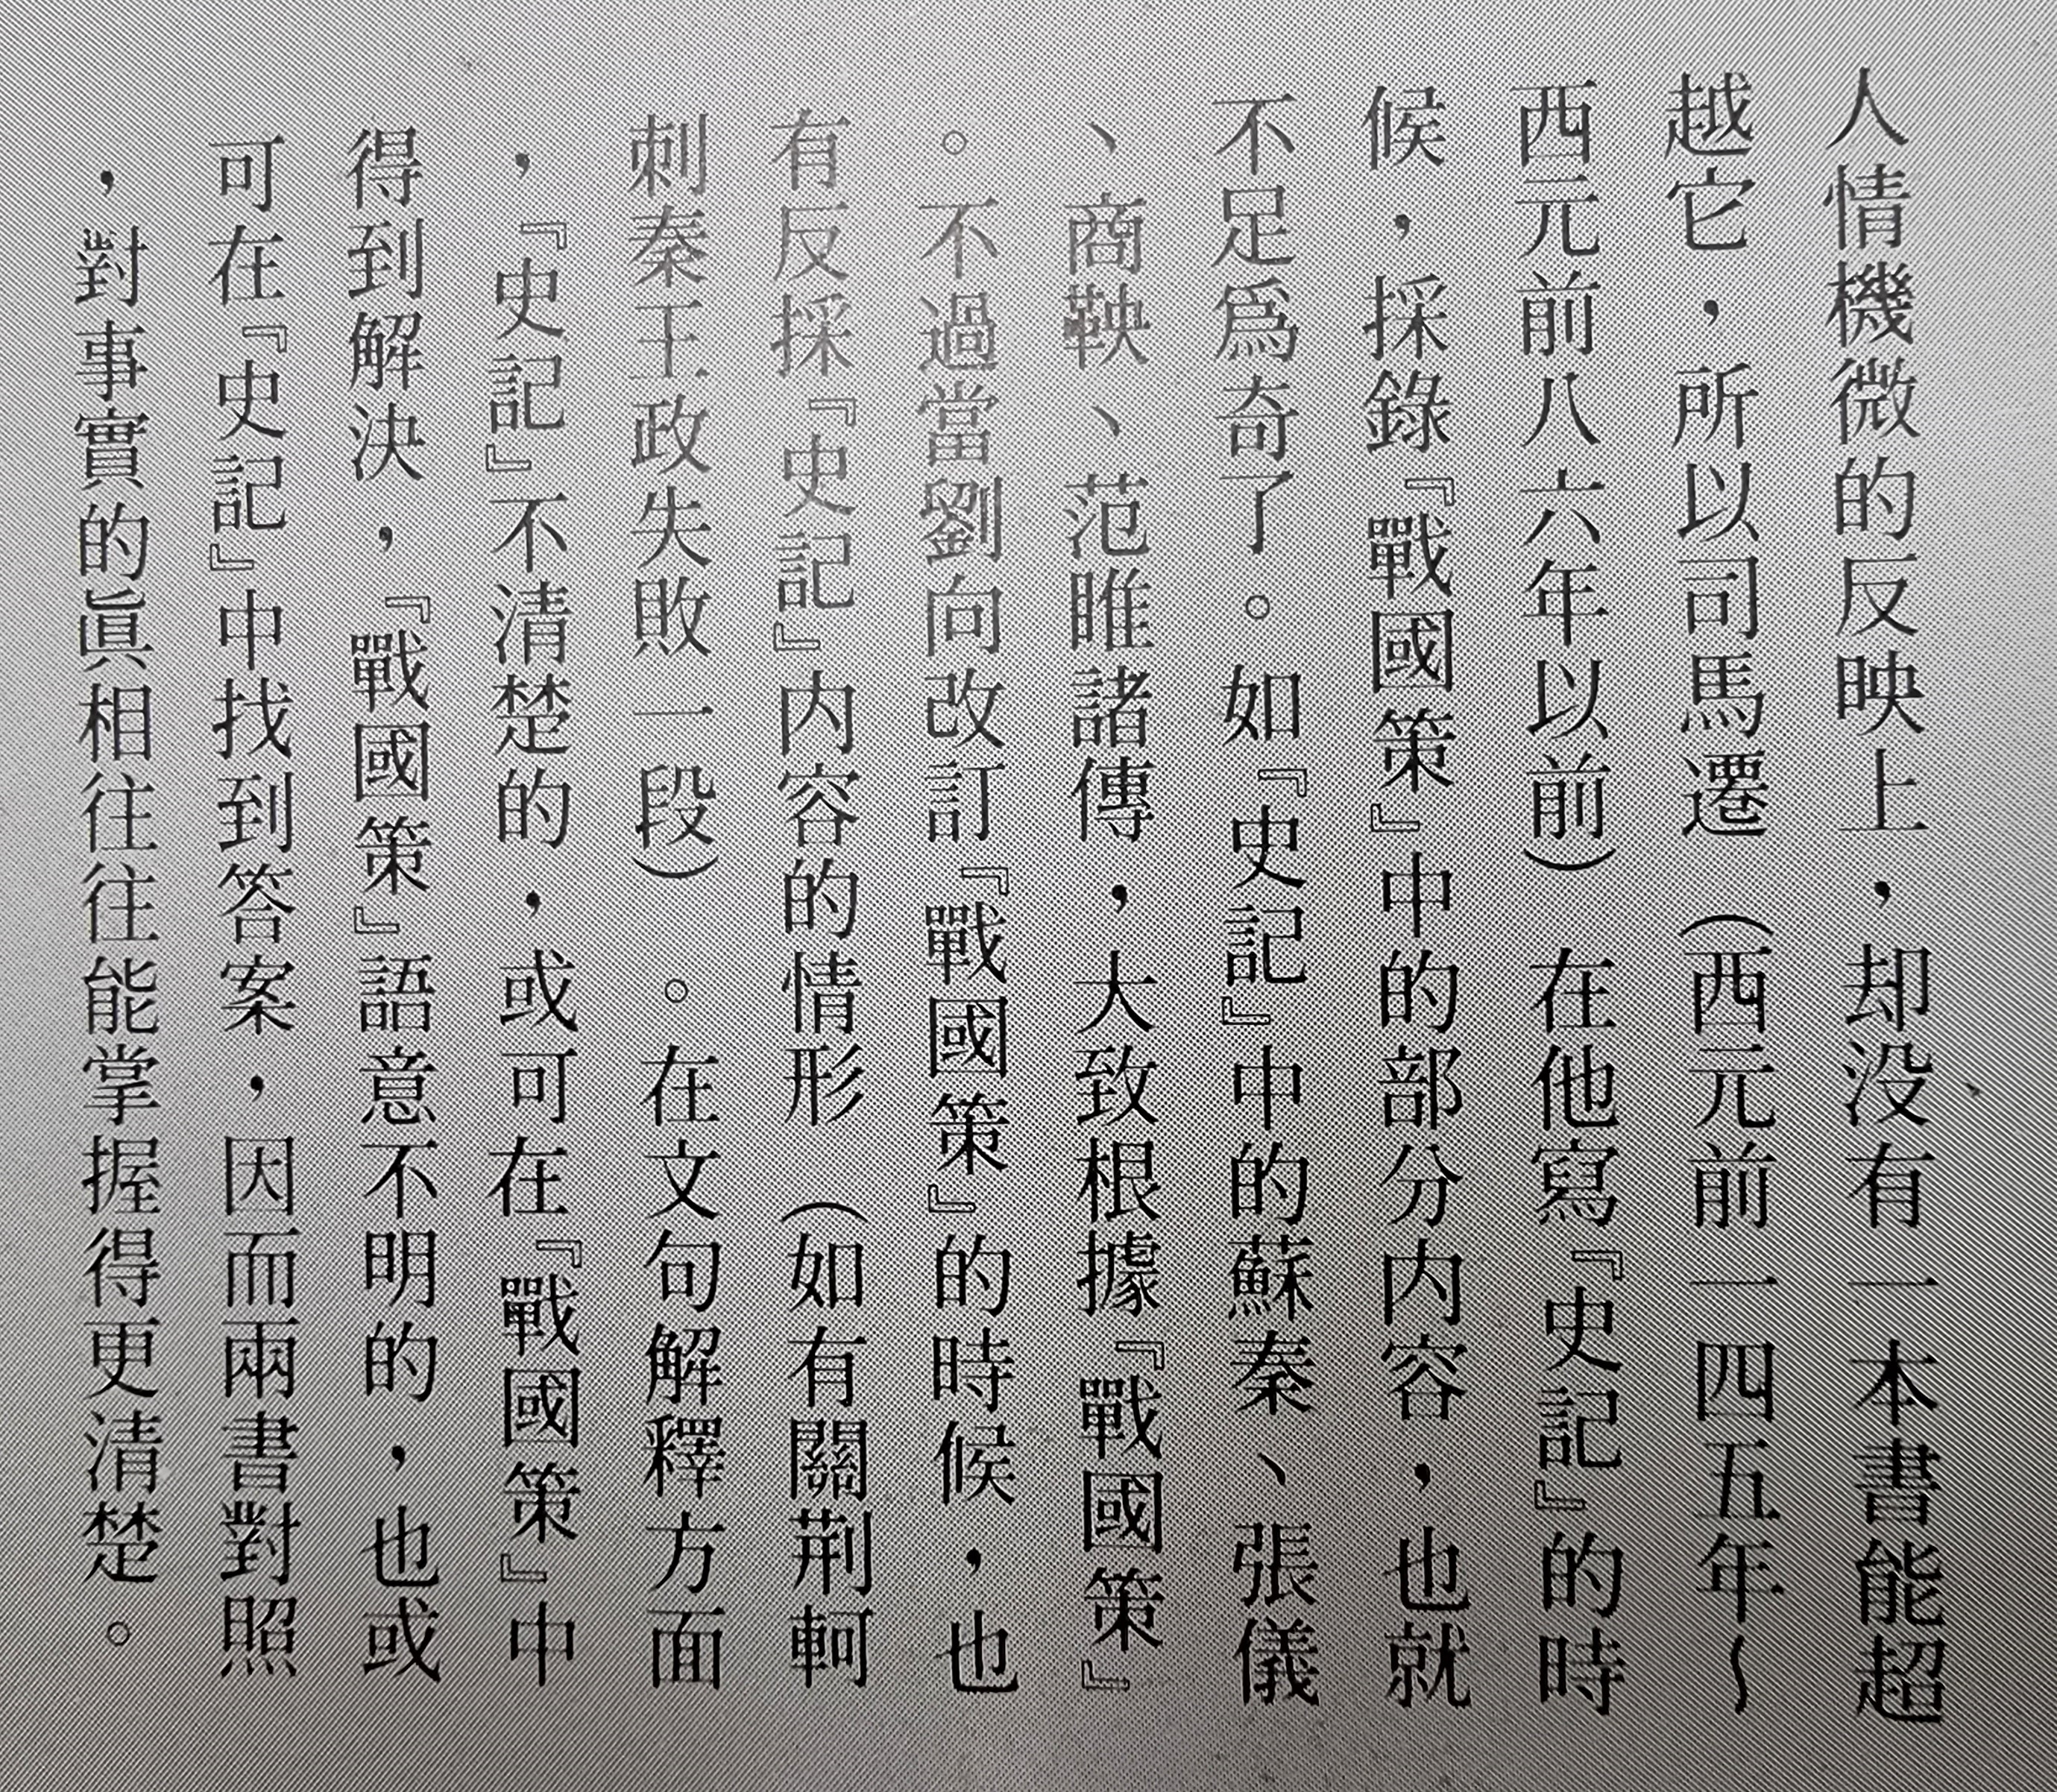 人情機微的反映上，却没有一本書能超
越它，所以司馬遷（西元前一四五年～
西元前八六年以前）在他寫『史記』的時
候，採錄『戰國策』中的部分内容，也就
不足爲奇了。如『史記』中的蘇秦、張儀
、商鞅、范睢諸傳，大致根據『戰國策』
。不過當劉向改訂『戰國策』的時候，也
有反採『史記』内容的情形（如有關荆軻
刺秦王政失敗一段）。在文句解釋方面
，『史記』不清楚的，或可在『戰國策』中
得到解決，『戰國策』語意不明的，也或
可在『史記』中找到答案，因而兩書對照
，對事實的眞相往往能掌握得更清楚。